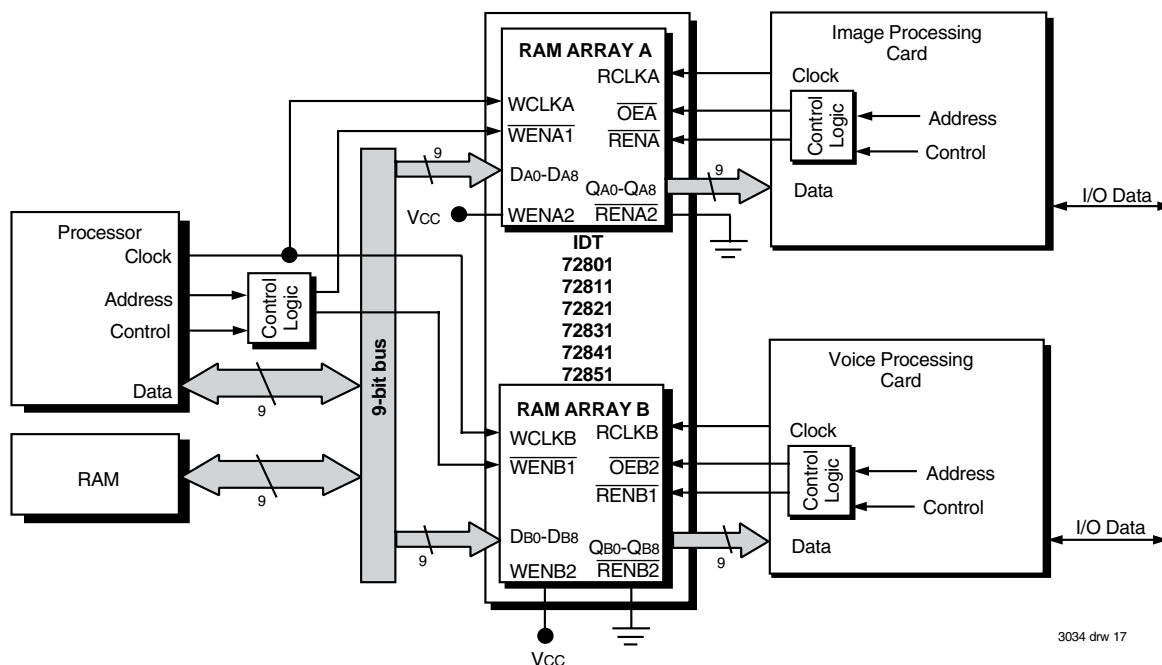 Processor
Clock
Address
Control
Data
Control
Logic
RAM
9
9
9-bit bus
9
9
VCC
RAM ARRAY A
RCLKA
WCLKA
OEA
WENA1
RENA
DA0-DA8
QA0-QA8
WENA2
RENA2
IDT
72801
72811
72821
72831
72841
72851
RAM ARRAY B
RCLKB
WCLKB
OEB2
WENB1
RENB1
DB0-DB8
QB0-QB8
WENB2
RENB2
VCC
9
9
Image Processing
Card
Clock
Control
Logic
Address
Control
Data
I/O Data
Voice Processing
Card
Clock
Control
Logic
Address
Control
Data
I/O Data
3034 drw 17